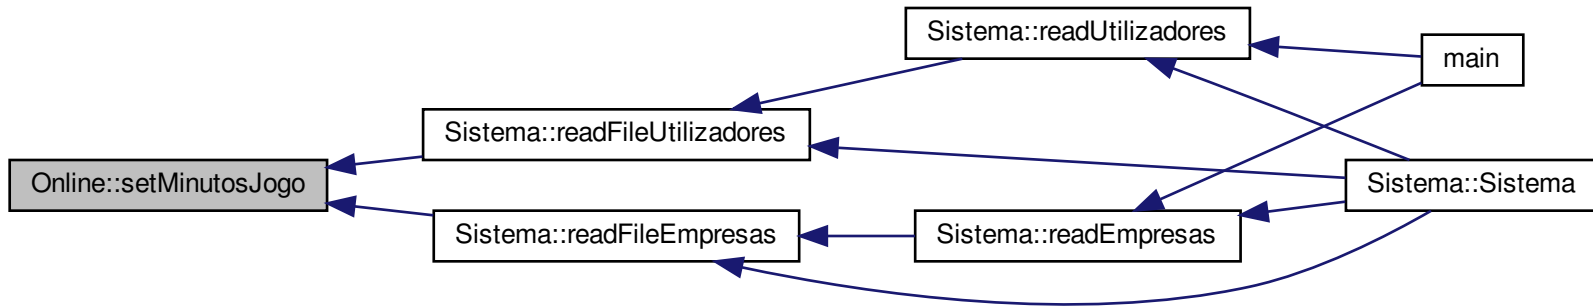 Sistema::readUtilizadores
main
Sistema::readFileUtilizadores
Online::setMinutosJogo
Sistema::Sistema
Sistema::readFileEmpresas
Sistema::readEmpresas